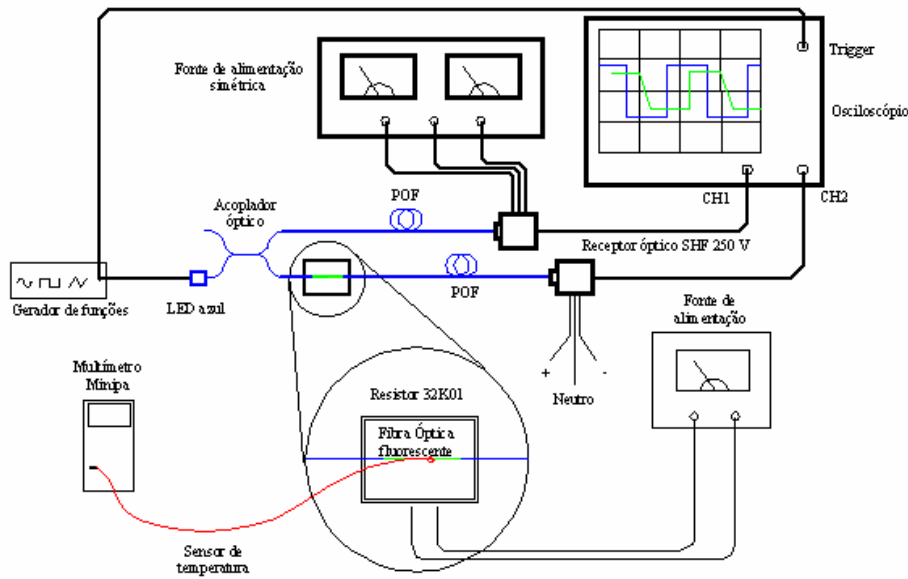 Fonte de alimentação
simétrica
Trigger
Osciloscópio
CH1
CH2
POF
Acoplador
óptico
Receptor óptico SHF 250 V
POF
LED azul
Gerador de funções
Fonte de
alimentação
+
-
Neutro
Multímetro
Minipa
Resistor 32K01
Fibra Óptica
fluorescente
Sensor de
temperatura